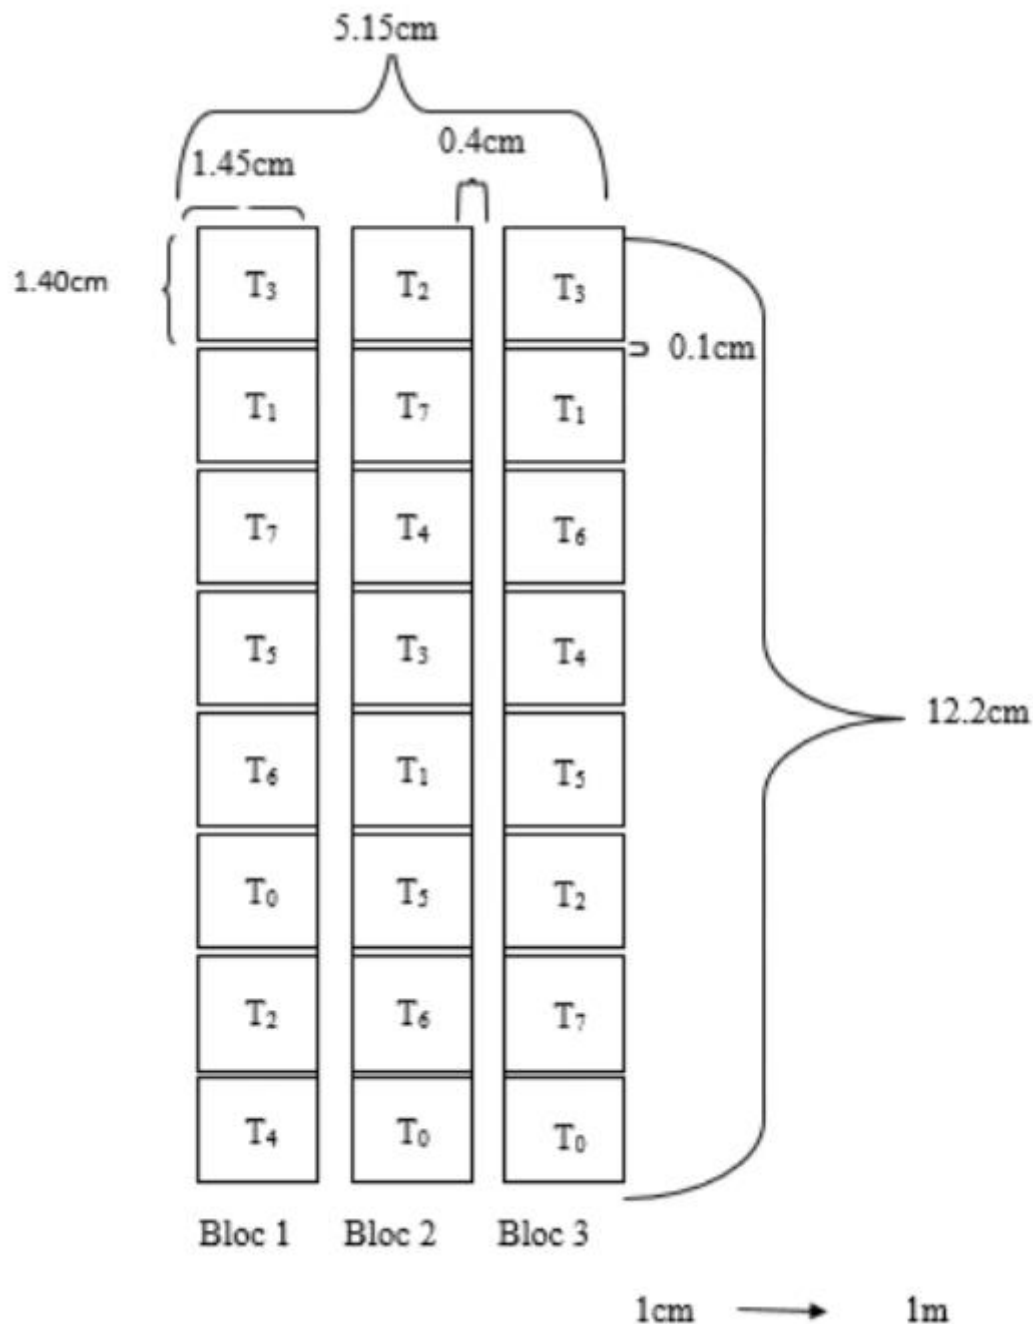 5.15cm
0.4cm
1.45cm
1.40cm
T₃ T₂ T₃
0.1cm
T₁ T₇ T₁
T₇ T₄ T₆
T₅ T₃ T₄
12.2cm
T₆ T₁ T₅
T₀ T₅ T₂
T₂ T₆ T₇
T₄ T₀ T₀
Bloc 1 Bloc 2 Bloc 3
1cm → 1m